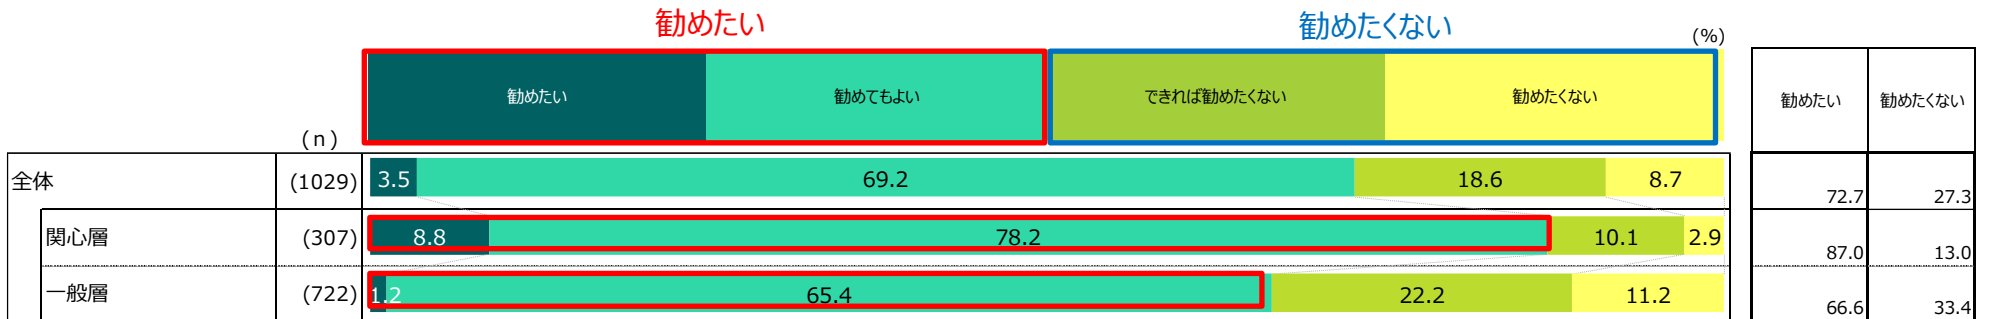 勧めたい 勧めたくない
(%)
勧めたい 勧めてもよい できれば勧めたくない 勧めたくない 勧めたい 勧めたくない
(n)
全体 (1029) 3.5 69.2 18.6 8.7 72.7 27.3
関心層 (307) 8.8 78.2 10.1 2.9 87.0 13.0
一般層 (722) 1.2 65.4 22.2 11.2 66.6 33.4